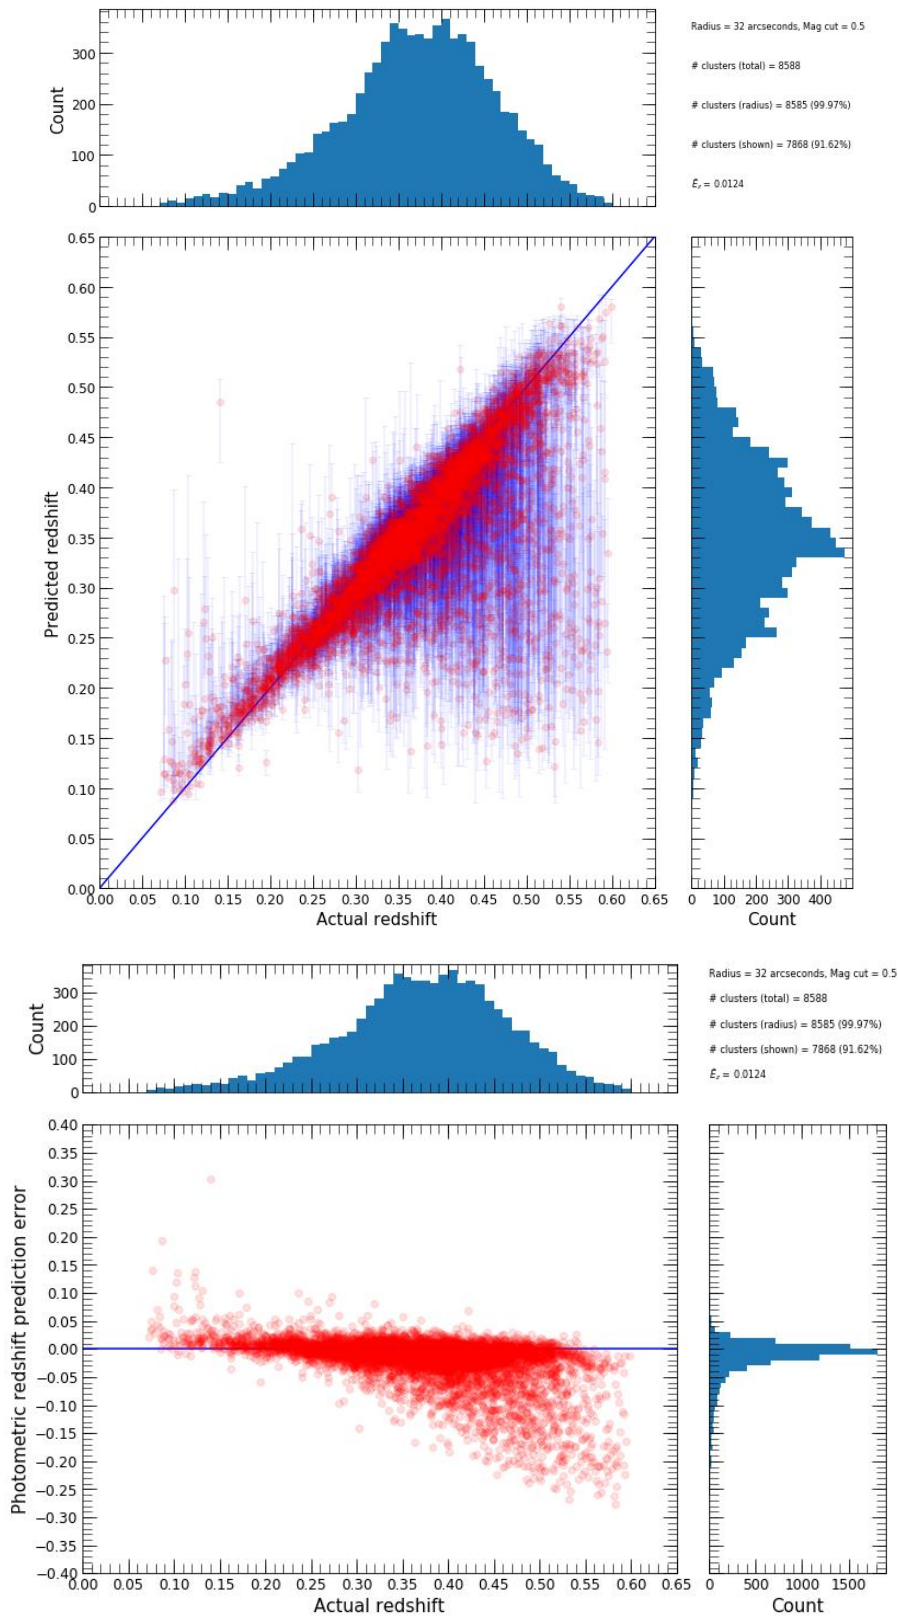 300
200
100
0
Count
Radius = 32 arcseconds, Mag cut = 0.5
# clusters (total) = 8588
# clusters (radius) = 8585 (99.97%)
# clusters (shown) = 7868 (91.62%)
Ẽz = 0.0124
0.65
0.60
0.55
0.50
0.45
0.40
0.35
0.30
0.25
0.20
0.15
0.10
0.05
0.00
Predicted redshift
0.00 0.05 0.10 0.15 0.20 0.25 0.30 0.35 0.40 0.45 0.50 0.55 0.60 0.65
Actual redshift
0 100 200 300 400
Count
300
200
100
0
Count
Radius = 32 arcseconds, Mag cut = 0.5
# clusters (total) = 8588
# clusters (radius) = 8585 (99.97%)
# clusters (shown) = 7868 (91.62%)
Ẽz = 0.0124
0.40
0.35
0.30
0.25
0.20
0.15
0.10
0.05
0.00
−0.05
−0.10
−0.15
−0.20
−0.25
−0.30
−0.35
−0.40
Photometric redshift prediction error
0.00 0.05 0.10 0.15 0.20 0.25 0.30 0.35 0.40 0.45 0.50 0.55 0.60 0.65
Actual redshift
0 500 1000 1500
Count